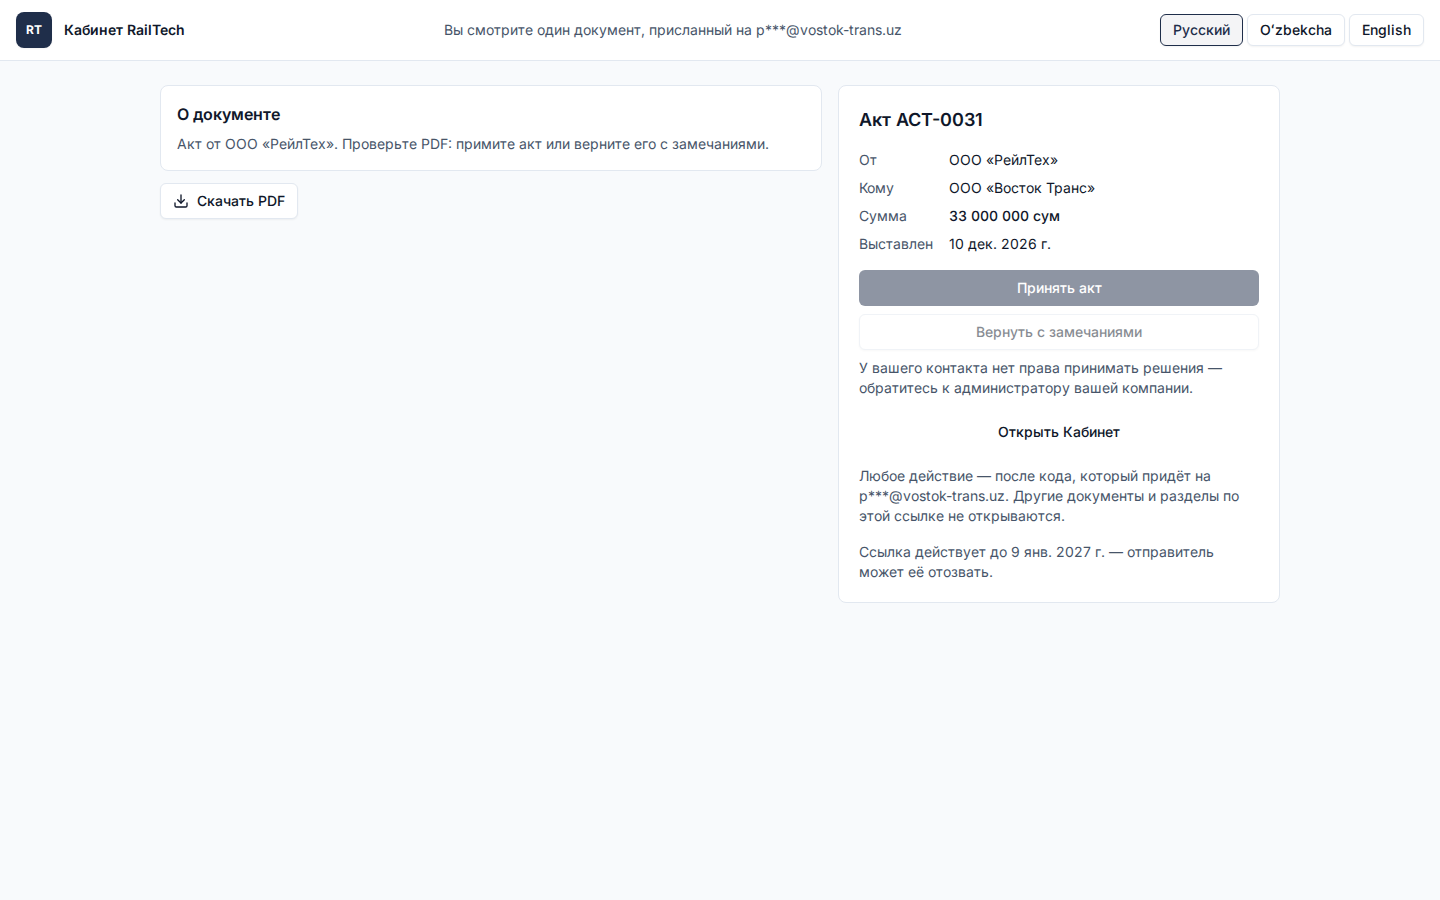 RT
Кабинет RailTech
Вы смотрите один документ, присланный на p***@vostok-trans.uz
Русский
Oʻzbekcha
English
О документе
Акт от ООО «РейлТех». Проверьте PDF: примите акт или верните его с замечаниями.
Скачать PDF
Акт ACT-0031
От
ООО «РейлТех»
Кому
ООО «Восток Транс»
Сумма
33 000 000 сум
Выставлен
10 дек. 2026 г.
Принять акт
Вернуть с замечаниями
У вашего контакта нет права принимать решения —
обратитесь к администратору вашей компании.
Открыть Кабинет
Любое действие — после кода, который придёт на
p***@vostok-trans.uz. Другие документы и разделы по
этой ссылке не открываются.
Ссылка действует до 9 янв. 2027 г. — отправитель
может её отозвать.